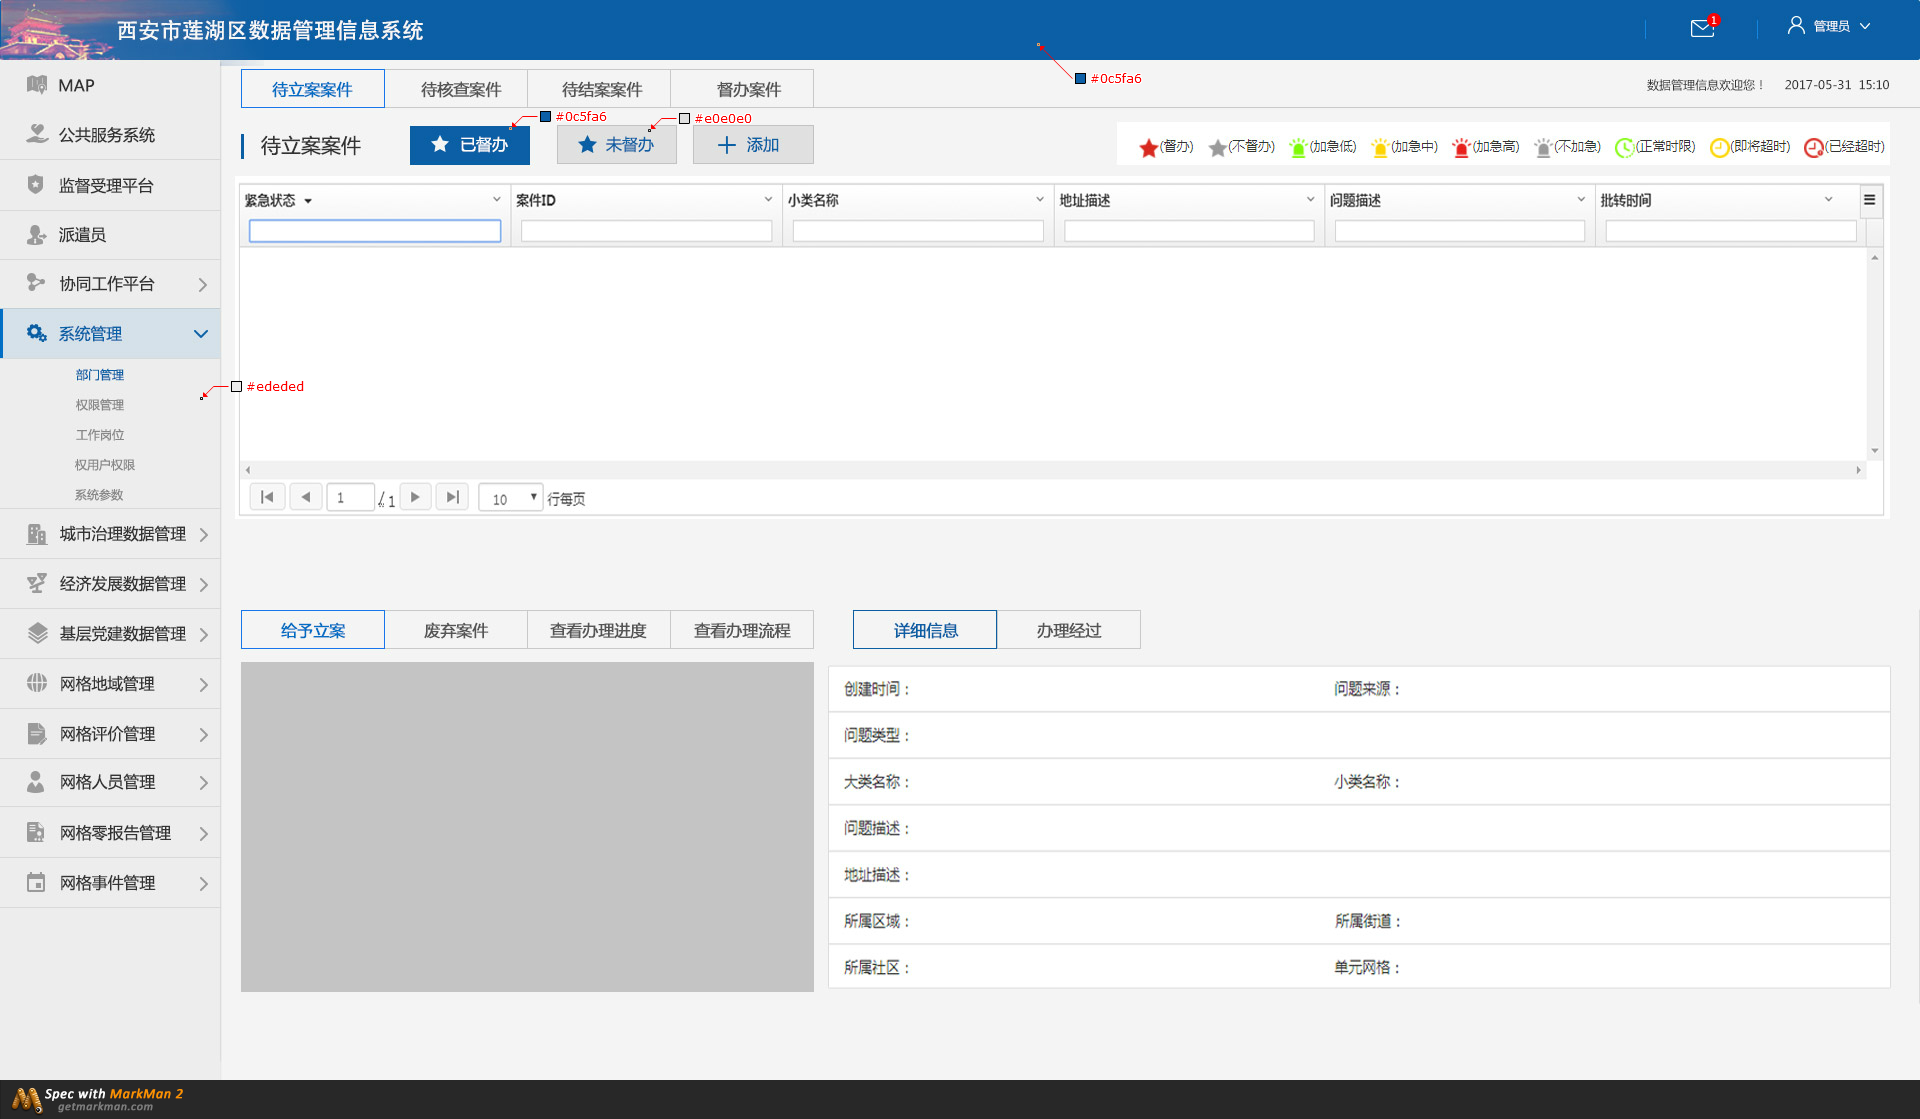 西安市莲湖区数据管理信息系统
1
管理员
#0c5fa6
MAP
公共服务系统
监督受理平台
派遣员
协同工作平台
系统管理
部门管理
权限管理
工作岗位
权用户权限
系统参数
城市治理数据管理
经济发展数据管理
基层党建数据管理
网格地域管理
网格评价管理
网格人员管理
网格零报告管理
网格事件管理
#ededed
待立案案件 待核查案件 待结案案件 督办案件
数据管理信息欢迎您！ 2017-05-31 15:10
#0c5fa6 #e0e0e0
待立案案件 已督办 未督办 添加
(督办) (不督办) (加急低) (加急中) (加急高) (不加急) (正常时限) (即将超时) (已经超时)
紧急状态 案件ID 小类名称 地址描述 问题描述 批转时间
1 / 1 10 行每页
给予立案 废弃案件 查看办理进度 查看办理流程 详细信息 办理经过
创建时间： 问题来源：
问题类型：
大类名称： 小类名称：
问题描述：
地址描述：
所属区域： 所属街道：
所属社区： 单元网格：
Spec with MarkMan 2
getmarkman.com